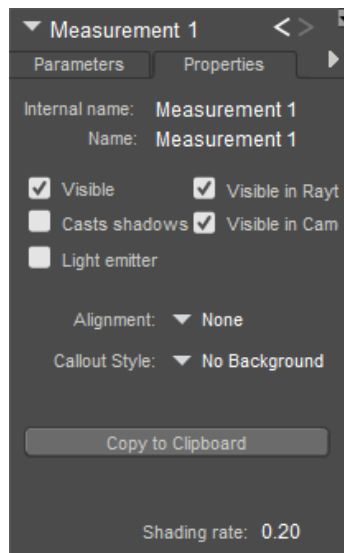 Measurement 1
Parameters Properties
Internal name: Measurement 1
Name: Measurement 1
Visible Visible in Rayt
Casts shadows Visible in Cam
Light emitter
Alignment: None
Callout Style: No Background
Copy to Clipboard
Shading rate: 0.20